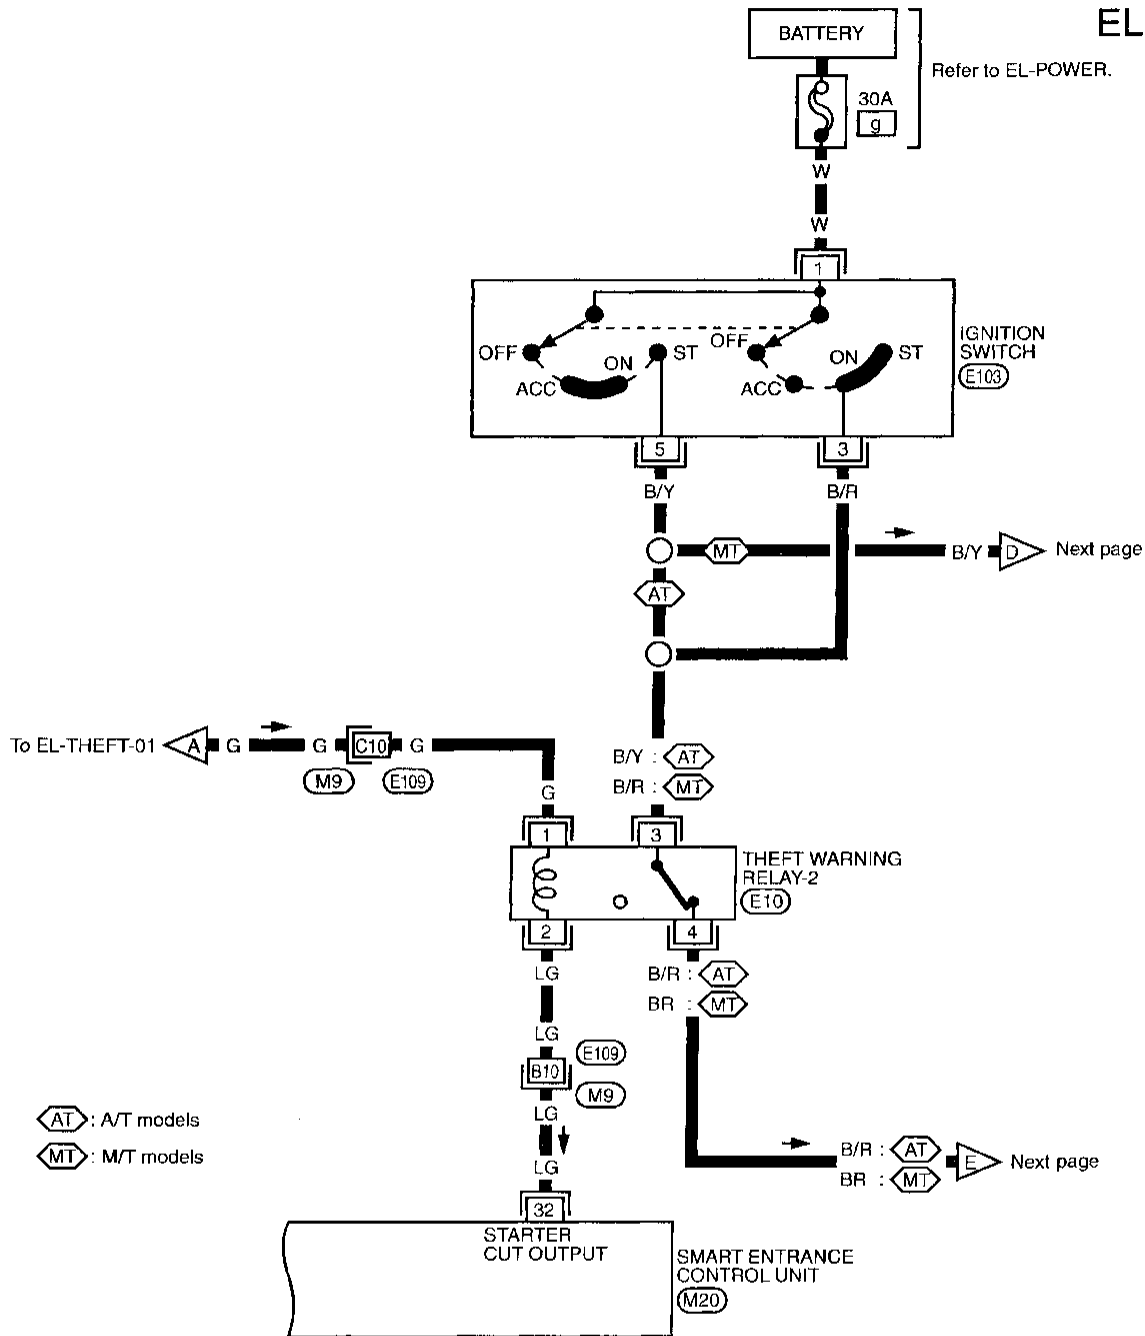 EL
BATTERY
Refer to EL-POWER.
30A
g
W
W
1
OFF
ACC
ON
ST
OFF
ACC
ON
ST
IGNITION
SWITCH
E103
5
3
B/Y
B/R
MT
B/Y
D
Next page
AT
To EL-THEFT-01
A
G
G
C10
G
M9
E109
G
B/Y : AT
B/R : MT
1
3
THEFT WARNING
RELAY-2
E10
2
4
LG
B/R : AT
BR : MT
LG
E109
B10
M9
LG
AT : A/T models
MT : M/T models
LG
B/R : AT
BR : MT
E
Next page
32
STARTER
CUT OUTPUT
SMART ENTRANCE
CONTROL UNIT
M20